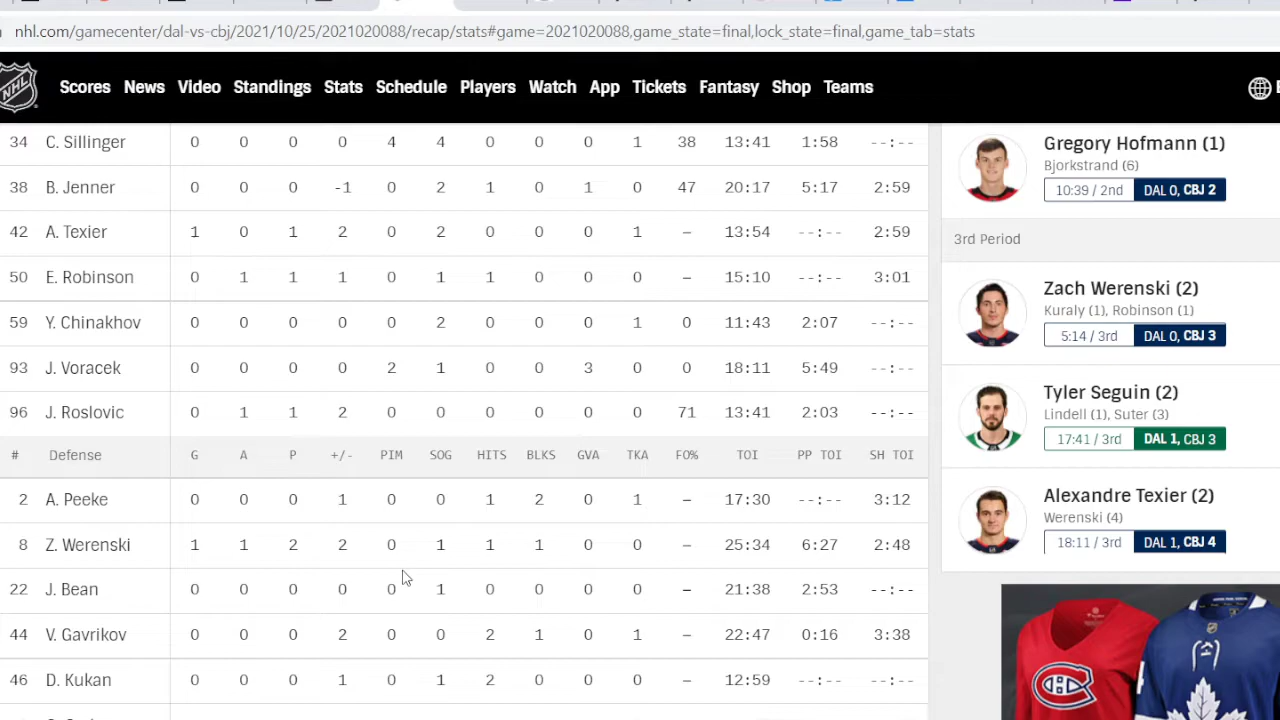 nhl.com/gamecenter/dal-vs-cbj/2021/10/25/2021020088/recap/stats#game=2021020088,game_state=final,lock_state=final,game_tab=stats
NHL Scores News Video Standings Stats Schedule Players Watch App Tickets Fantasy Shop Teams
34 C. Sillinger 0 0 0 0 4 4 0 0 0 1 38 13:41 1:58 --:--
38 B. Jenner 0 0 0 -1 0 2 1 0 1 0 47 20:17 5:17 2:59
42 A. Texier 1 0 1 2 0 2 0 0 0 1 – 13:54 --:-- 2:59
50 E. Robinson 0 1 1 1 0 1 1 0 0 0 – 15:10 --:-- 3:01
59 Y. Chinakhov 0 0 0 0 0 2 0 0 0 1 0 11:43 2:07 --:--
93 J. Voracek 0 0 0 0 2 1 0 0 3 0 0 18:11 5:49 --:--
96 J. Roslovic 0 1 1 2 0 0 0 0 0 0 71 13:41 2:03 --:--
# Defense G A P +/- PIM SOG HITS BLKS GVA TKA FO% TOI PP TOI SH TOI
2 A. Peeke 0 0 0 1 0 0 1 2 0 1 – 17:30 --:-- 3:12
8 Z. Werenski 1 1 2 2 0 1 1 1 0 0 – 25:34 6:27 2:48
22 J. Bean 0 0 0 0 0 1 0 0 0 0 – 21:38 2:53 --:--
44 V. Gavrikov 0 0 0 2 0 0 2 1 0 1 – 22:47 0:16 3:38
46 D. Kukan 0 0 0 1 0 1 2 0 0 0 – 12:59 --:-- --:--
Gregory Hofmann (1)
Bjorkstrand (6)
10:39 / 2nd DAL 0, CBJ 2
3rd Period
Zach Werenski (2)
Kuraly (1), Robinson (1)
5:14 / 3rd DAL 0, CBJ 3
Tyler Seguin (2)
Lindell (1), Suter (3)
17:41 / 3rd DAL 1, CBJ 3
Alexandre Texier (2)
Werenski (4)
18:11 / 3rd DAL 1, CBJ 4